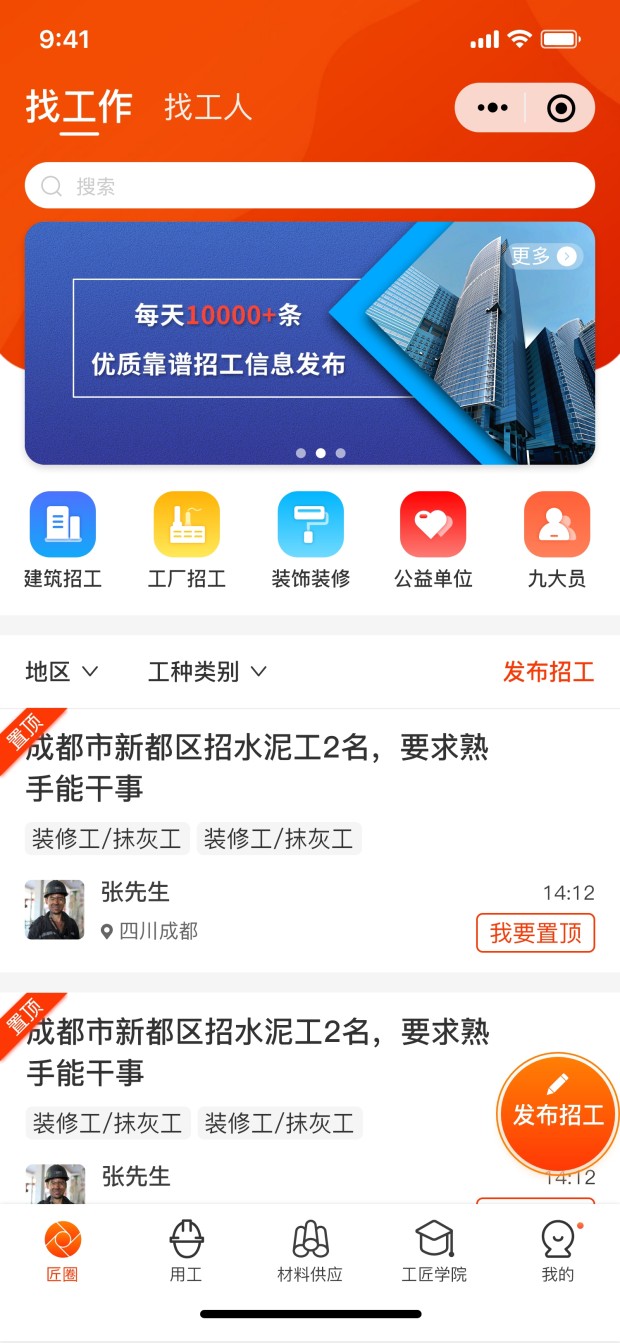 9:41
找工作 找工人
搜索
更多
每天10000+条
优质靠谱招工信息发布
建筑招工 工厂招工 装饰装修 公益单位 九大员
地区 工种类别 发布招工
置顶
成都市新都区招水泥工2名，要求熟
手能干事
装修工/抹灰工 装修工/抹灰工
张先生 14:12
四川成都 我要置顶
置顶
成都市新都区招水泥工2名，要求熟
手能干事
装修工/抹灰工 装修工/抹灰工
发布招工
张先生 14:12
匠圈 用工 材料供应 工匠学院 我的